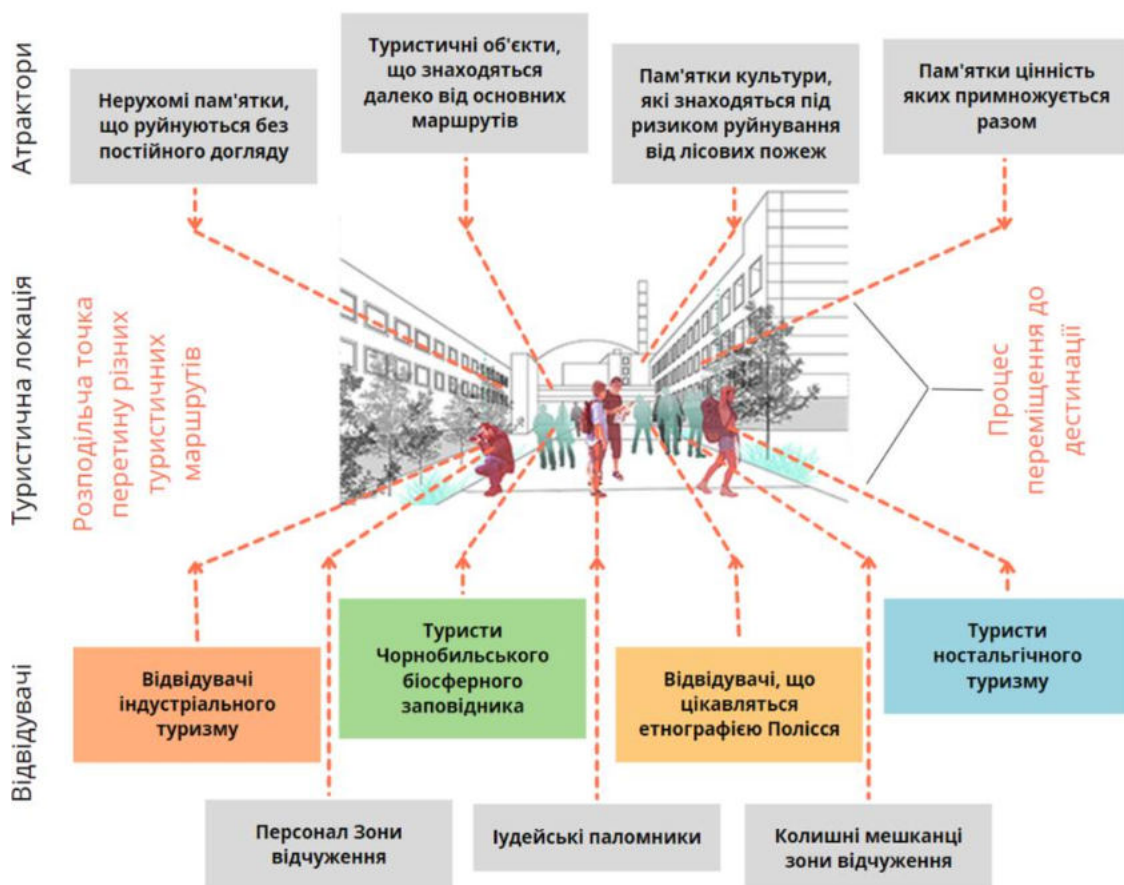 Атрактори
Нерухомі пам'ятки,
що руйнуються без
постійного догляду
Туристичні об'єкти,
що знаходяться
далеко від основних
маршрутів
Пам'ятки культури,
які знаходяться під
ризиком руйнування
від лісових пожеж
Пам'ятки цінність
яких примножується
разом
Туристична локація
Розподільча точка
перетину різних
туристичних
маршрутів
Процес
переміщення до
дестинації
Відвідувачі
Відвідувачі
індустріального
туризму
Туристи
Чорнобильського
біосферного
заповідника
Відвідувачі, що
цікавляться
етнографією Полісся
Туристи
ностальгічного
туризму
Персонал Зони
відчуження
Іудейські паломники
Колишні мешканці
зони відчуження